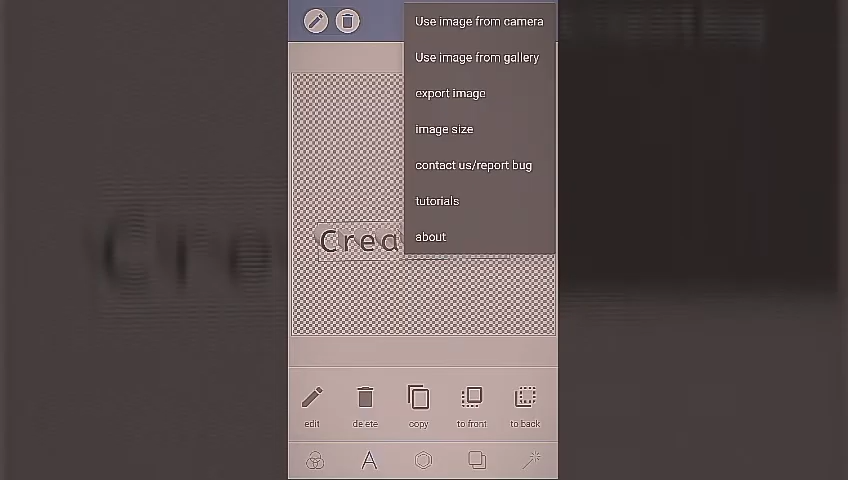 Use image from camera
Use image from gallery
export image
image size
contact us/report bug
tutorials
about
Crea
edit
delete
copy
to front
to back
A